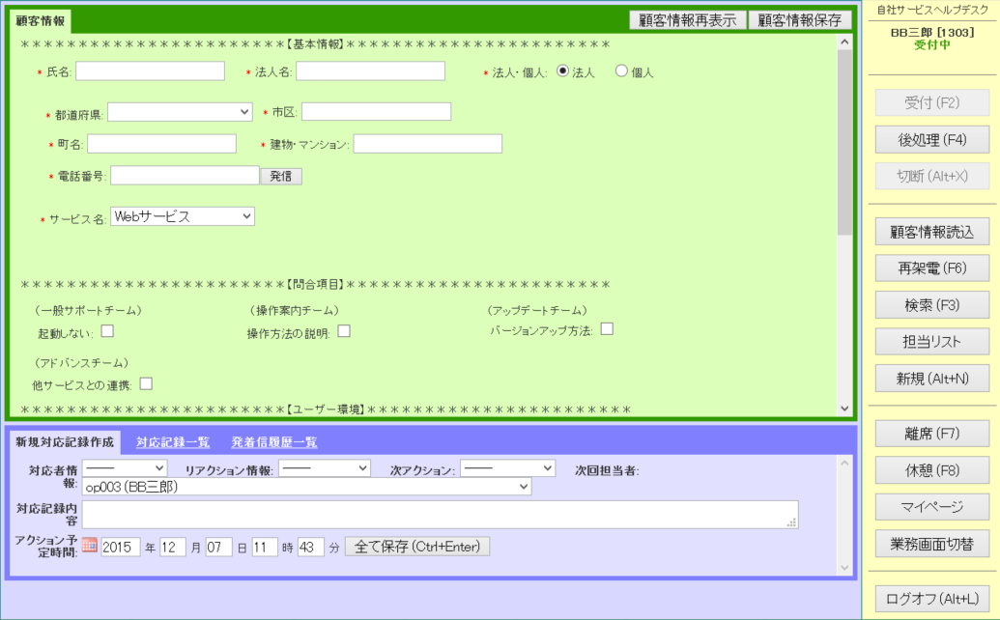 顧客情報
顧客情報再表示 顧客情報保存
＊＊＊＊＊＊＊＊＊＊＊＊＊＊＊＊＊＊＊＊＊＊＊【基本情報】＊＊＊＊＊＊＊＊＊＊＊＊＊＊＊＊＊＊＊＊＊＊＊
* 氏名: * 法人名: * 法人・個人: 法人 個人
* 都道府県: * 市区:
* 町名: * 建物・マンション:
* 電話番号: 発信
* サービス名: Webサービス
＊＊＊＊＊＊＊＊＊＊＊＊＊＊＊＊＊＊＊＊＊＊＊【問合項目】＊＊＊＊＊＊＊＊＊＊＊＊＊＊＊＊＊＊＊＊＊＊＊
（一般サポートチーム） （操作案内チーム） （アップデートチーム）
起動しない: 操作方法の説明: バージョンアップ方法:
（アドバンスチーム）
他サービスとの連携:
＊＊＊＊＊＊＊＊＊＊＊＊＊＊＊＊＊＊＊＊＊＊＊【ユーザー環境】＊＊＊＊＊＊＊＊＊＊＊＊＊＊＊＊＊＊＊＊＊＊＊
新規対応記録作成 対応記録一覧 発着信履歴一覧
対応者情報: ―― リアクション情報: ―― 次アクション: ―― 次回担当者:
op003 (BB三郎)
対応記録内容
アクション予定時間: 2015 年 12 月 07 日 11 時 43 分 全て保存 (Ctrl+Enter)
自社サービスヘルプデスク
BB三郎 [1303]
受付中
受付 (F2)
後処理 (F4)
切断 (Alt+X)
顧客情報読込
再架電 (F6)
検索 (F3)
担当リスト
新規 (Alt+N)
離席 (F7)
休憩 (F8)
マイページ
業務画面切替
ログオフ (Alt+L)